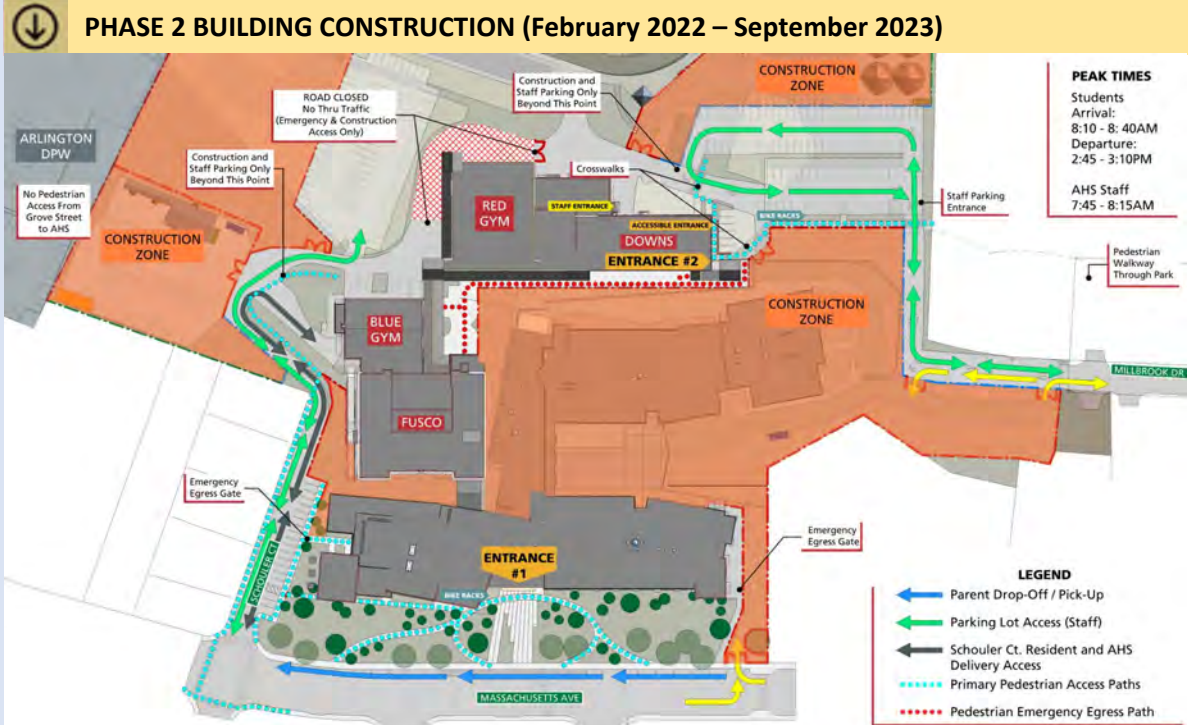 PHASE 2 BUILDING CONSTRUCTION (February 2022 – September 2023)
ARLINGTON
DPW
No Pedestrian
Access From
Grove Street
to AHS
CONSTRUCTION
ZONE
Construction and
Staff Parking Only
Beyond This Point
ROAD CLOSED
No Thru Traffic
(Emergency & Construction
Access Only)
Construction and
Staff Parking Only
Beyond This Point
CONSTRUCTION
ZONE
Crosswalks
RED
GYM
STAFF ENTRANCE
ACCESSIBLE ENTRANCE
DOWNS
ENTRANCE #2
BIKE RACKS
Staff Parking
Entrance
PEAK TIMES
Students
Arrival:
8:10 - 8: 40AM
Departure:
2:45 - 3:10PM
AHS Staff
7:45 - 8:15AM
Pedestrian
Walkway
Through Park
CONSTRUCTION
ZONE
MILLBROOK DR
BLUE
GYM
FUSCO
Emergency
Egress Gate
SCHOULER CT
ENTRANCE
#1
BIKE RACKS
Emergency
Egress Gate
MASSACHUSETTS AVE
LEGEND
Parent Drop-Off / Pick-Up
Parking Lot Access (Staff)
Schouler Ct. Resident and AHS
Delivery Access
Primary Pedestrian Access Paths
Pedestrian Emergency Egress Path